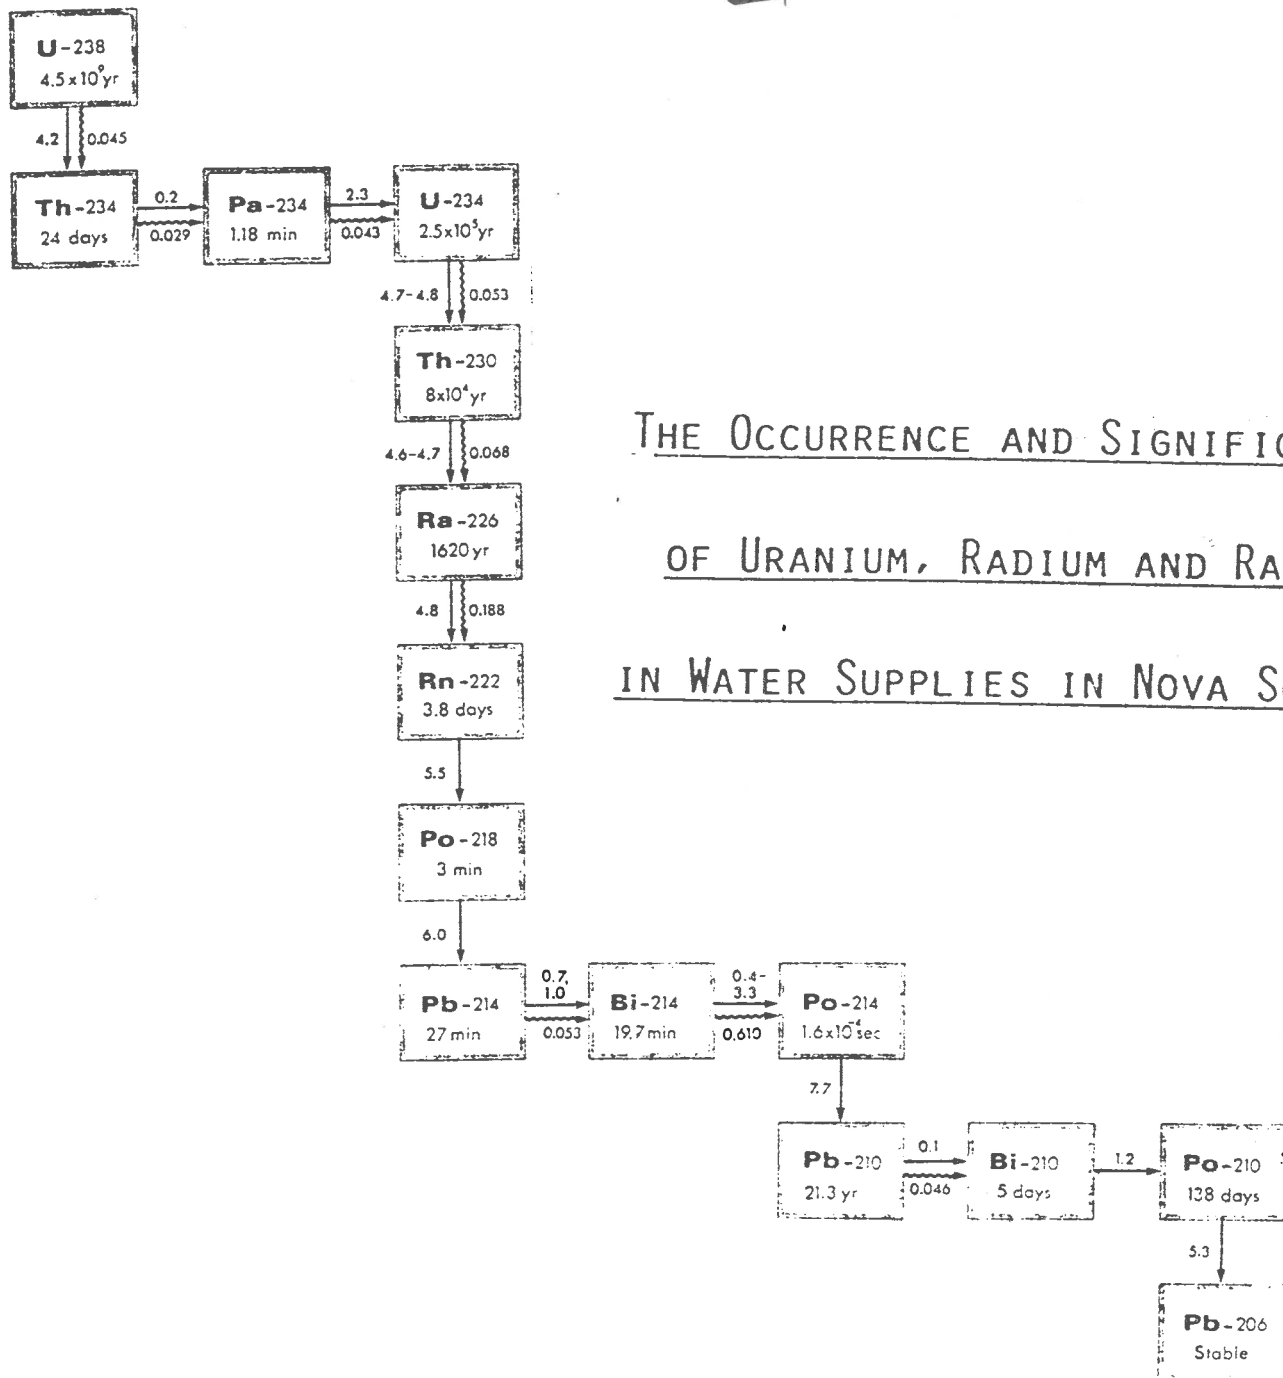 U-238
4.5x10⁹yr
4.2 0.045
Th-234
24 days
0.2
0.029
Pa-234
1.18 min
2.3
0.043
U-234
2.5x10⁵yr
4.7-4.8 0.053
Th-230
8x10⁴yr
4.6-4.7 0.068
Ra-226
1620 yr
4.8 0.188
Rn-222
3.8 days
5.5
Po-218
3 min
6.0
Pb-214
27 min
0.7,
1.0
0.053
Bi-214
19.7 min
0.4-
3.3
0.610
Po-214
1.6x10⁻⁴sec
7.7
Pb-210
21.3 yr
0.1
0.046
Bi-210
5 days
1.2
Po-210
138 days
5.3
Pb-206
Stable
THE OCCURRENCE AND SIGNIFIC
OF URANIUM, RADIUM AND RA
IN WATER SUPPLIES IN NOVA S